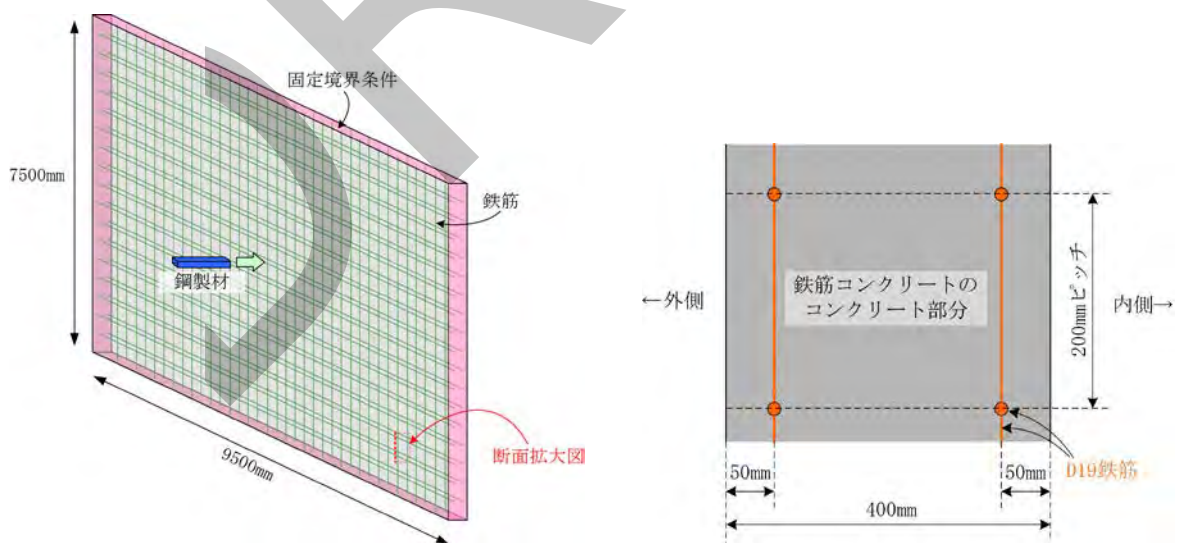 固定境界条件
7500mm
鉄筋
鋼製材
断面拡大図
9500mm
←外側
鉄筋コンクリートの
コンクリート部分
200mmピッチ
内側→
50mm
50mm
D19鉄筋
400mm